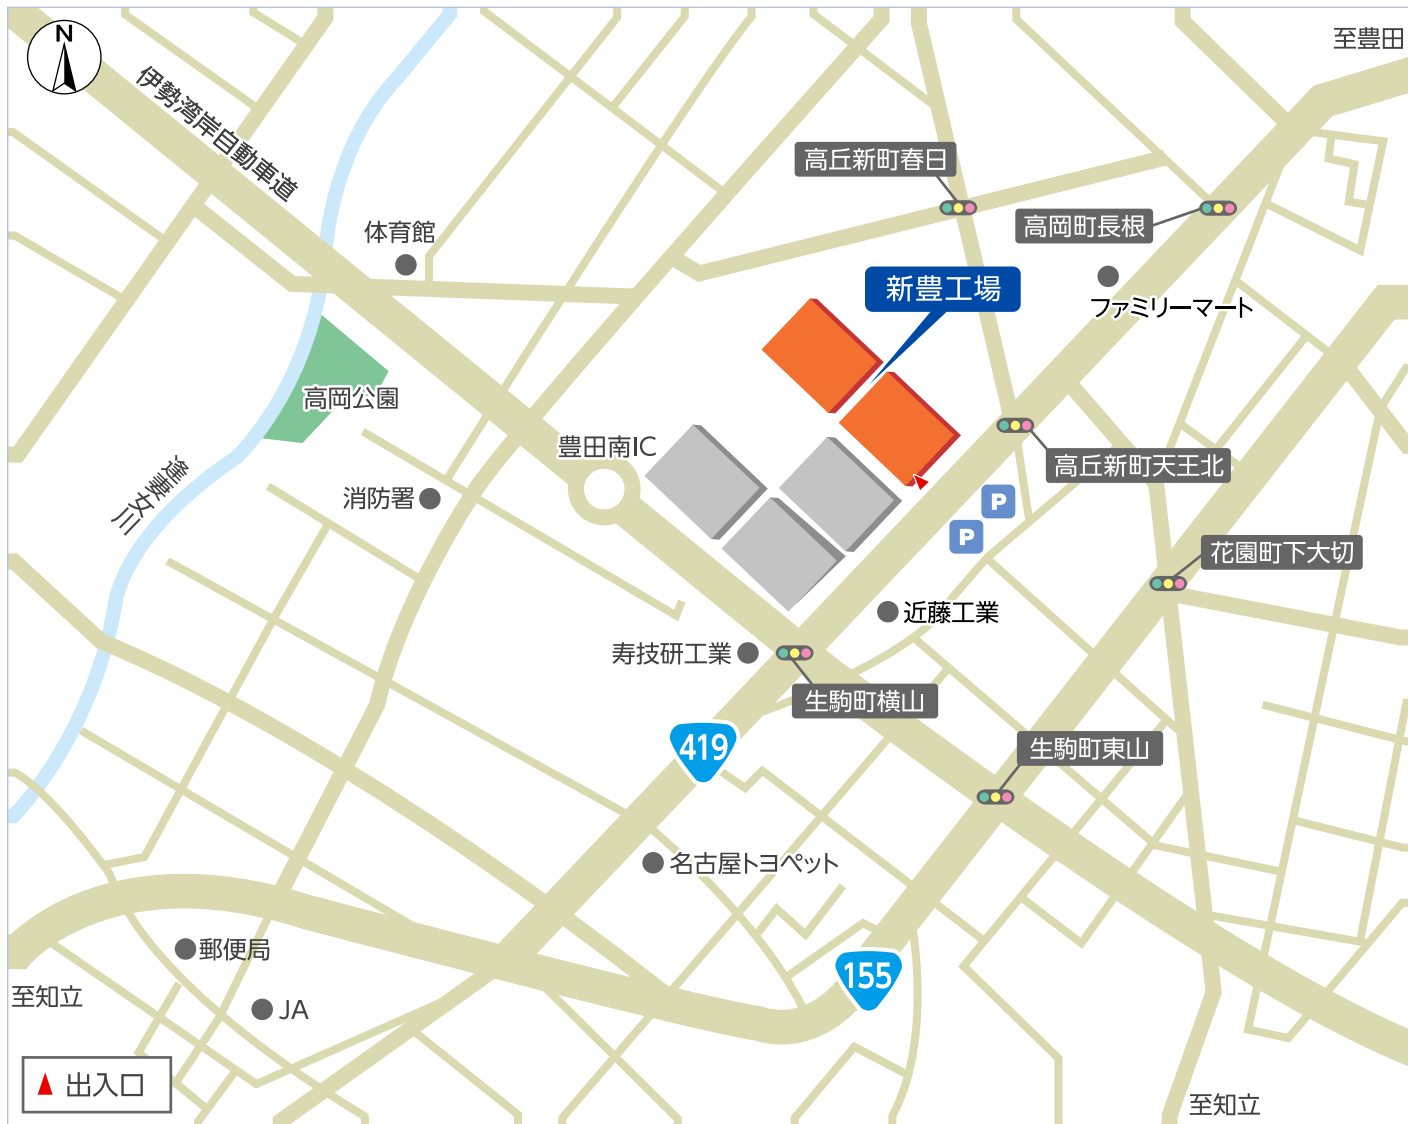 N
至豊田
伊勢湾岸自動車道
高丘新町春日
高岡町長根
体育館
新豊工場
ファミリーマート
高岡公園
豊田南IC
高丘新町天王北
逢妻女川
消防署
P
P
花園町下大切
近藤工業
寿技研工業
生駒町横山
419
生駒町東山
名古屋トヨペット
郵便局
155
至知立
JA
出入口
至知立